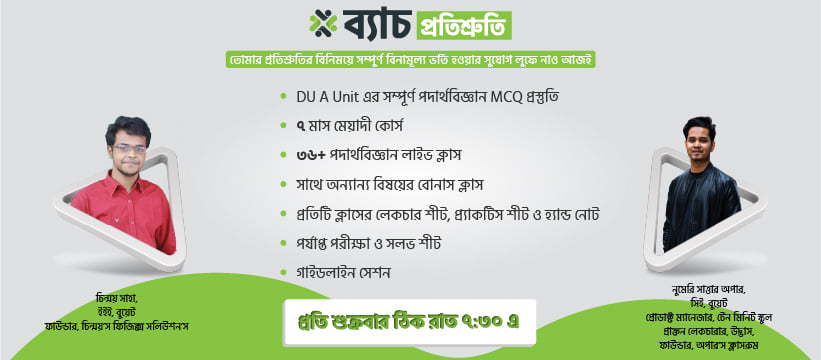 ব্যাচ প্রতিশ্রুতি
তোমার প্রতিশ্রুতির বিনিময়ে সম্পূর্ণ বিনামূল্য ভর্তি হওয়ার সুযোগ লুফে নাও আজই
DU A Unit এর সম্পূর্ণ পদার্থবিজ্ঞান MCQ প্রস্তুতি
৭ মাস মেয়াদী কোর্স
৩৬+ পদার্থবিজ্ঞান লাইভ ক্লাস
সাথে অন্যান্য বিষয়ের বোনাস ক্লাস
প্রতিটি ক্লাসের লেকচার শীট, প্র্যাকটিস শীট ও হ্যান্ড নোট
পর্যাপ্ত পরীক্ষা ও সলভ শীট
গাইডলাইন সেশন
চিন্ময় সাহা,
ইইই, বুয়েট
ফাউন্ডার, চিন্ময়'স ফিজিক্স সলিউশন'স
নুমেরি সাত্তার অপার,
সিই, বুয়েট
প্রোডাক্ট ম্যানেজার, টেন মিনিট স্কুল
প্রাক্তন লেকচারার, উদ্ভাস,
ফাউন্ডার, অপার'স ক্লাসরুম
প্রতি শুক্রবার ঠিক রাত ৭:৩০ এ